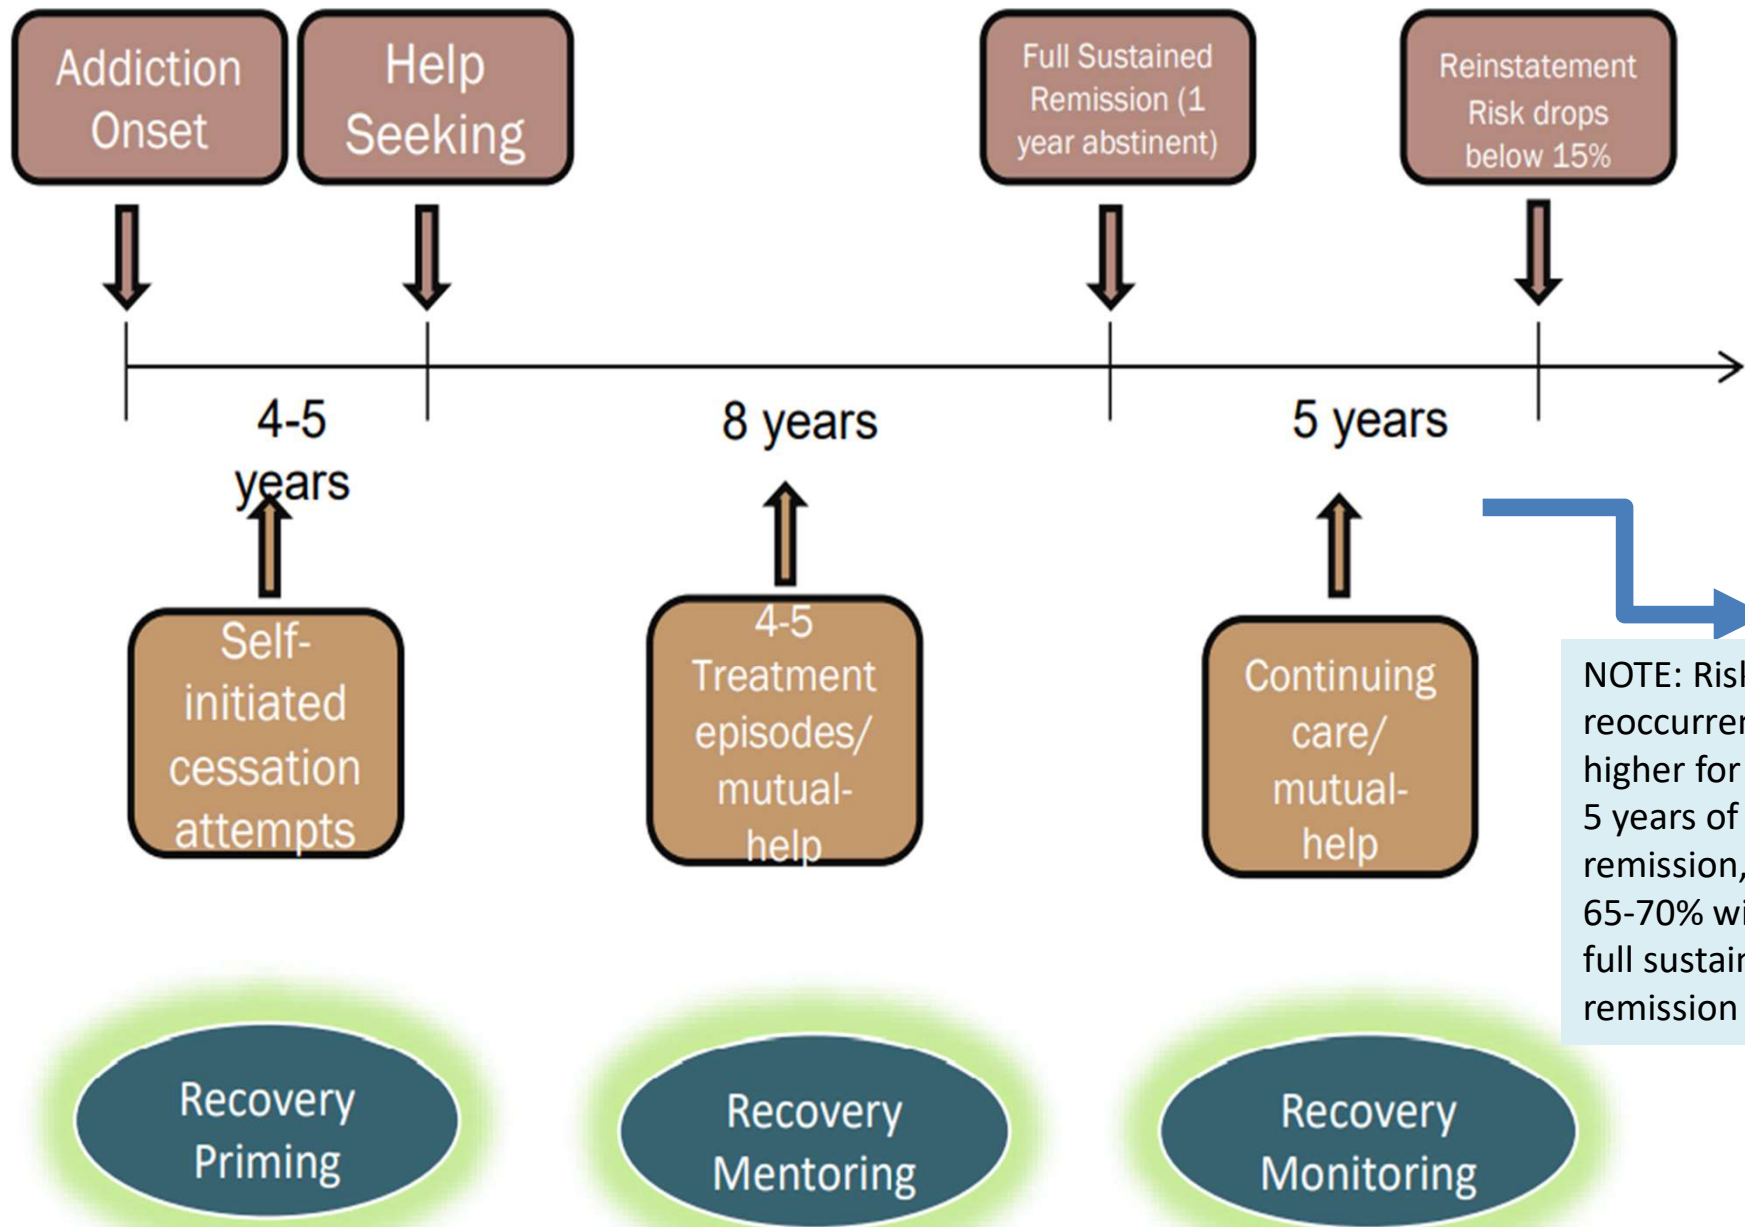 Addiction
Onset
Help
Seeking
Full Sustained
Remission (1
year abstinent)
Reinstatement
Risk drops
below 15%
4-5
years
8 years
5 years
Self-
initiated
cessation
attempts
4-5
Treatment
episodes/
mutual-
help
Continuing
care/
mutual-
help
NOTE:
higher for
5 years of
remission,
65-70%
full
remission
Recovery
Priming
Recovery
Mentoring
Recovery
Monitoring